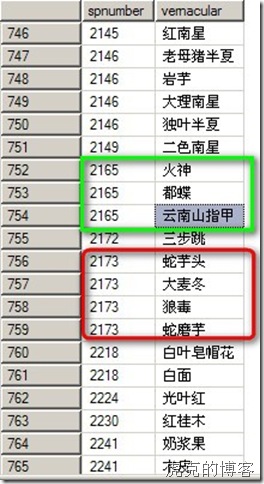 spnumber vernacular
746 2145 红南星
747 2146 老母猪半夏
748 2146 岩芋
749 2146 大理南星
750 2146 独叶半夏
751 2149 二色南星
752 2165 火神
753 2165 都蝶
754 2165 云南山指甲
755 2172 三步跳
756 2173 蛇芋头
757 2173 大麦冬
758 2173 狼毒
759 2173 蛇磨芋
760 2218 白叶皂帽花
761 2218 白面
762 2224 光叶红
763 2230 红桂木
764 2241 奶浆果
765 2241
的博客